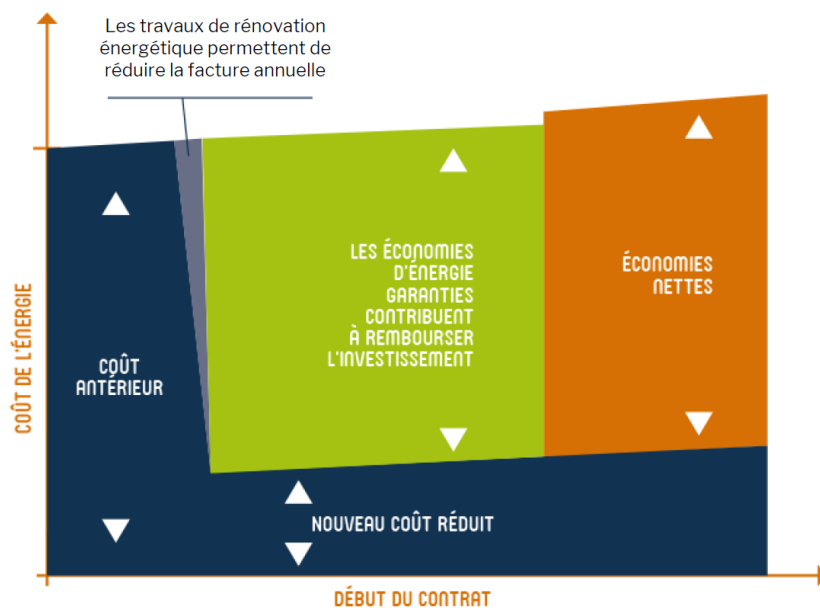 Les travaux de rénovation
énergétique permettent de
réduire la facture annuelle
COÛT DE L'ÉNERGIE
COÛT
ANTÉRIEUR
LES ÉCONOMIES
D'ÉNERGIE
GARANTIES
CONTRIBUENT
À REMBOURSER
L'INVESTISSEMENT
ÉCONOMIES
NETTES
NOUVEAU COÛT RÉDUIT
DÉBUT DU CONTRAT